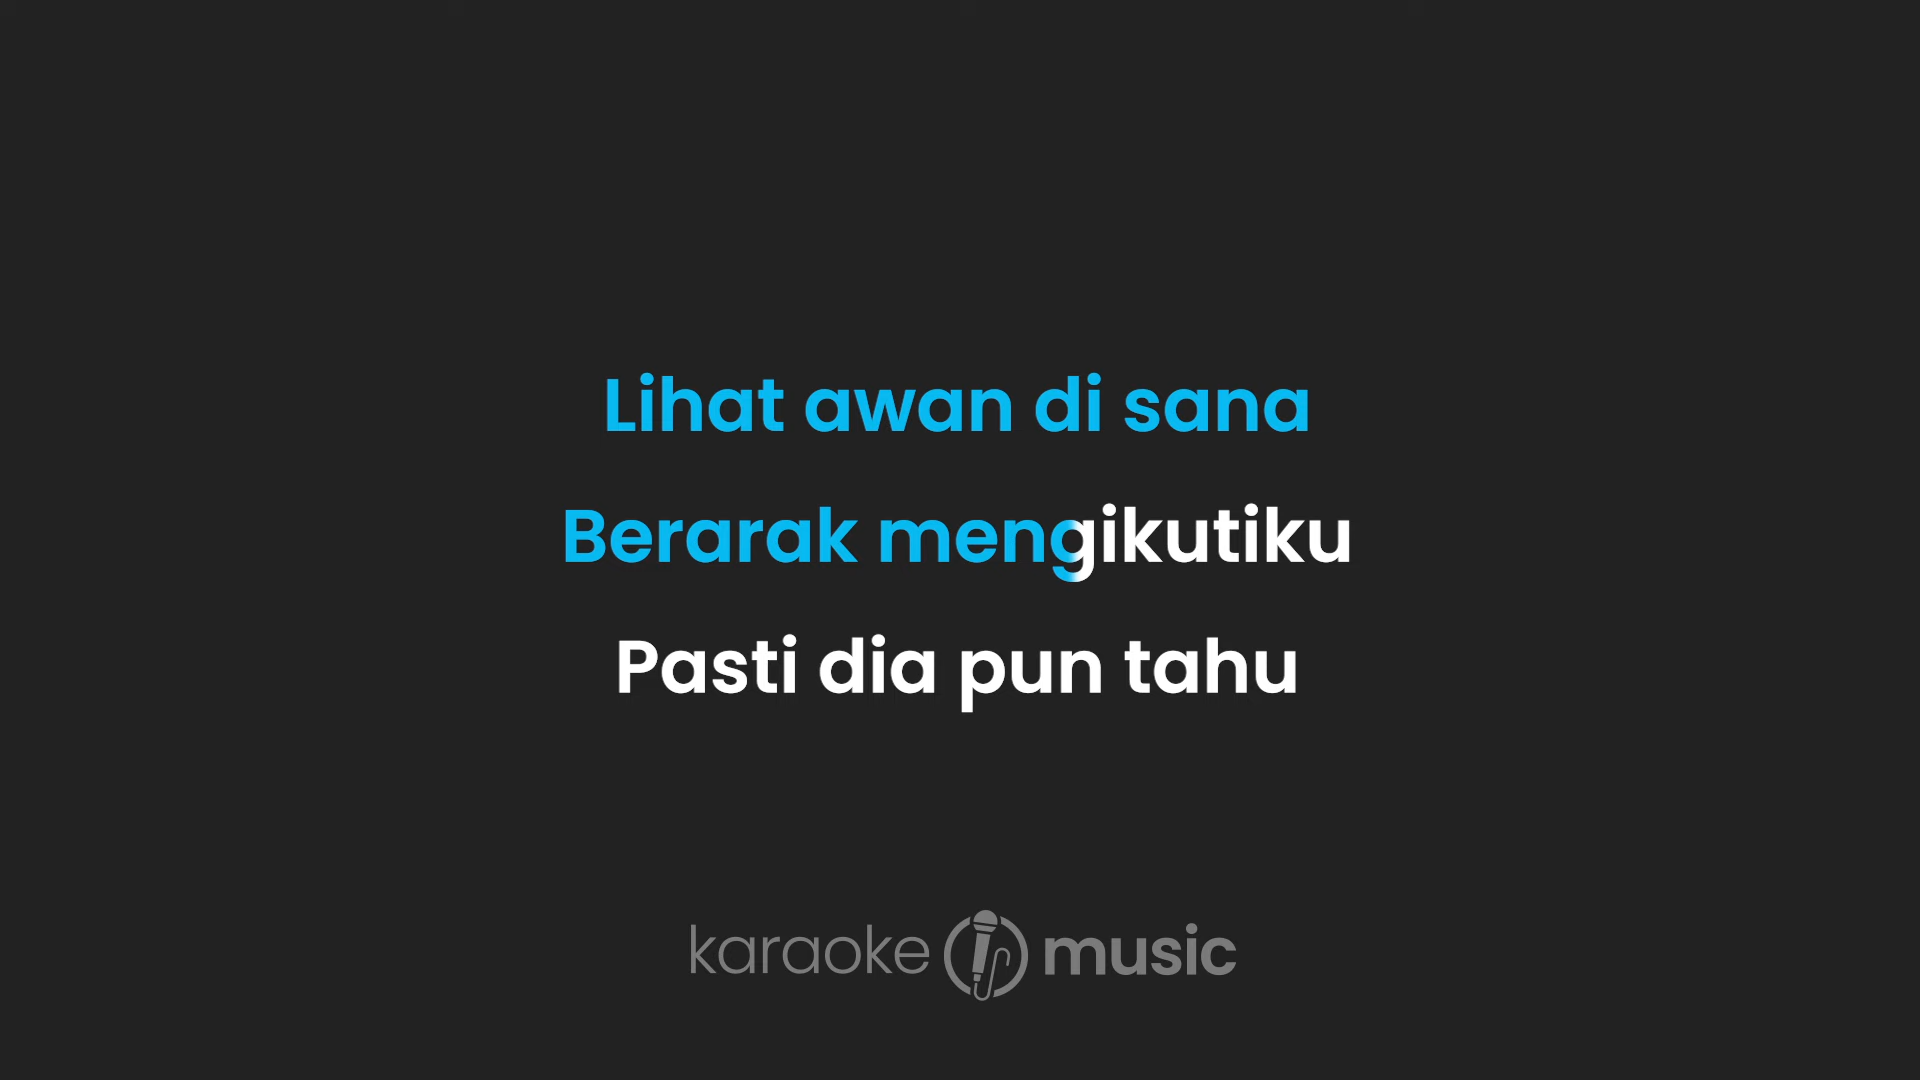 Lihat awan di sana
Berarak mengikutiku
Pasti dia pun tahu
karaoke music